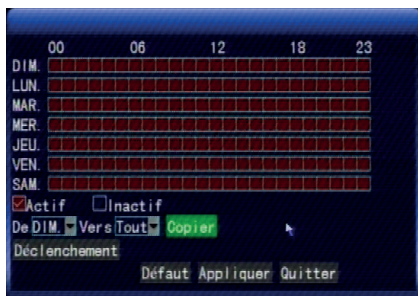 00 06 12 18 23
DIM.
LUN.
MAR.
MER.
JEU.
VEN.
SAM.
Actif Inactif
De DIM. Vers Tout Copier
Déclenchement
Défaut Appliquer Quitter